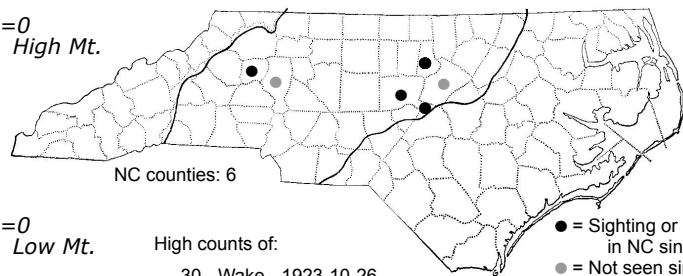 =0
High Mt.
NC counties: 6
=0
Low Mt.
High counts of:
● = Sighting or
in NC sin
● = Not seen sin
30 - Wake - 1923-10-26